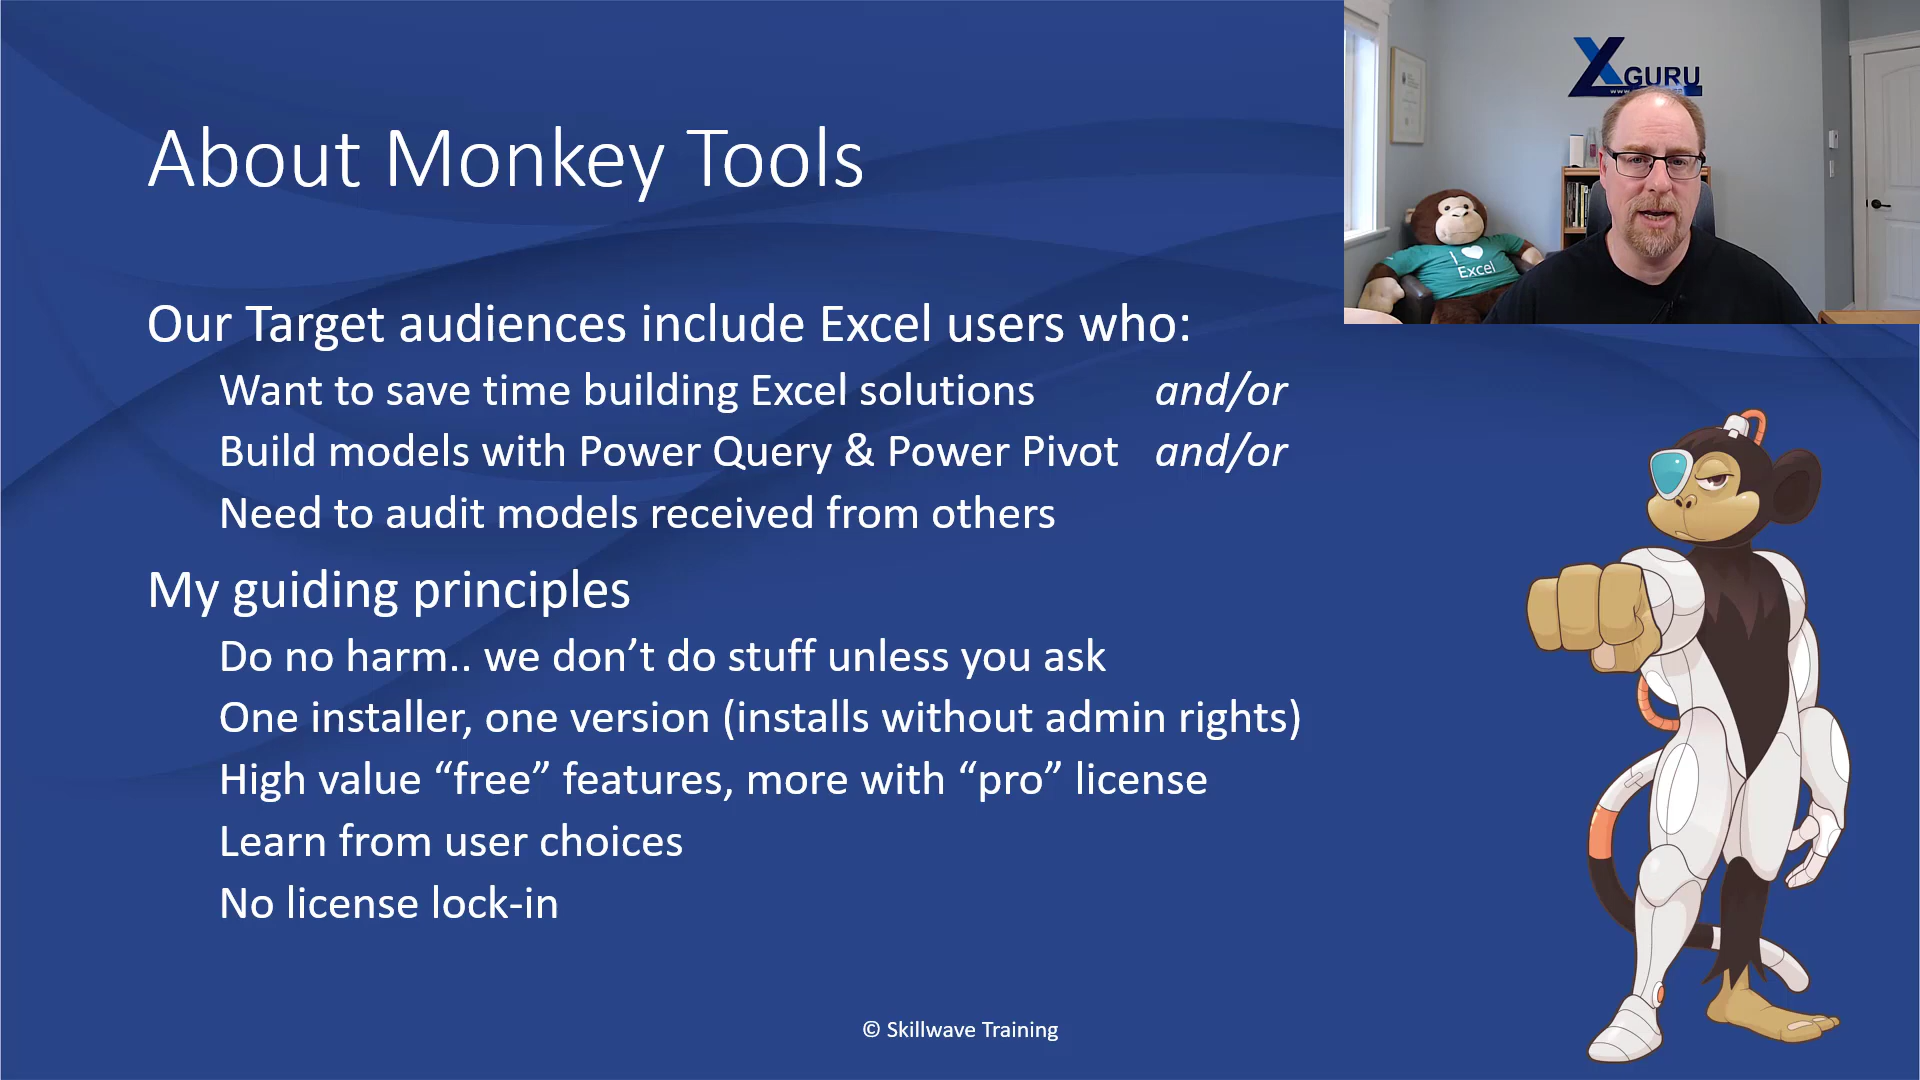 About Monkey Tools
XL GURU
I ♥
Excel
Our Target audiences include Excel users who:
Want to save time building Excel solutions and/or
Build models with Power Query & Power Pivot and/or
Need to audit models received from others
My guiding principles
Do no harm.. we don’t do stuff unless you ask
One installer, one version (installs without admin rights)
High value “free” features, more with “pro” license
Learn from user choices
No license lock-in
© Skillwave Training